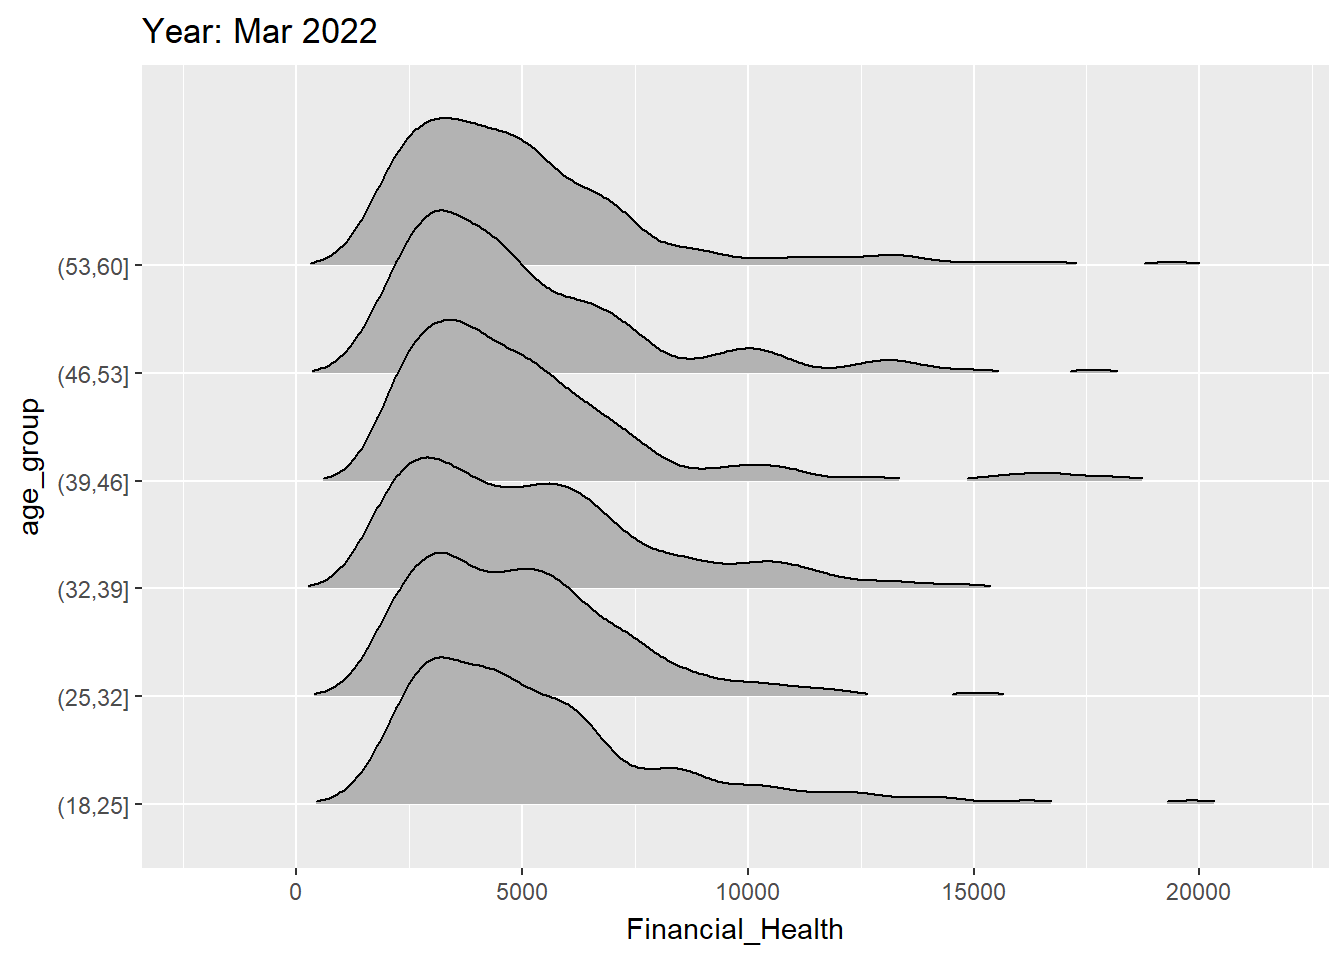 Year: Mar 2022
age_group
(53,60]
(46,53]
(39,46]
(32,39]
(25,32]
(18,25]
0 5000 10000 15000 20000
Financial_Health